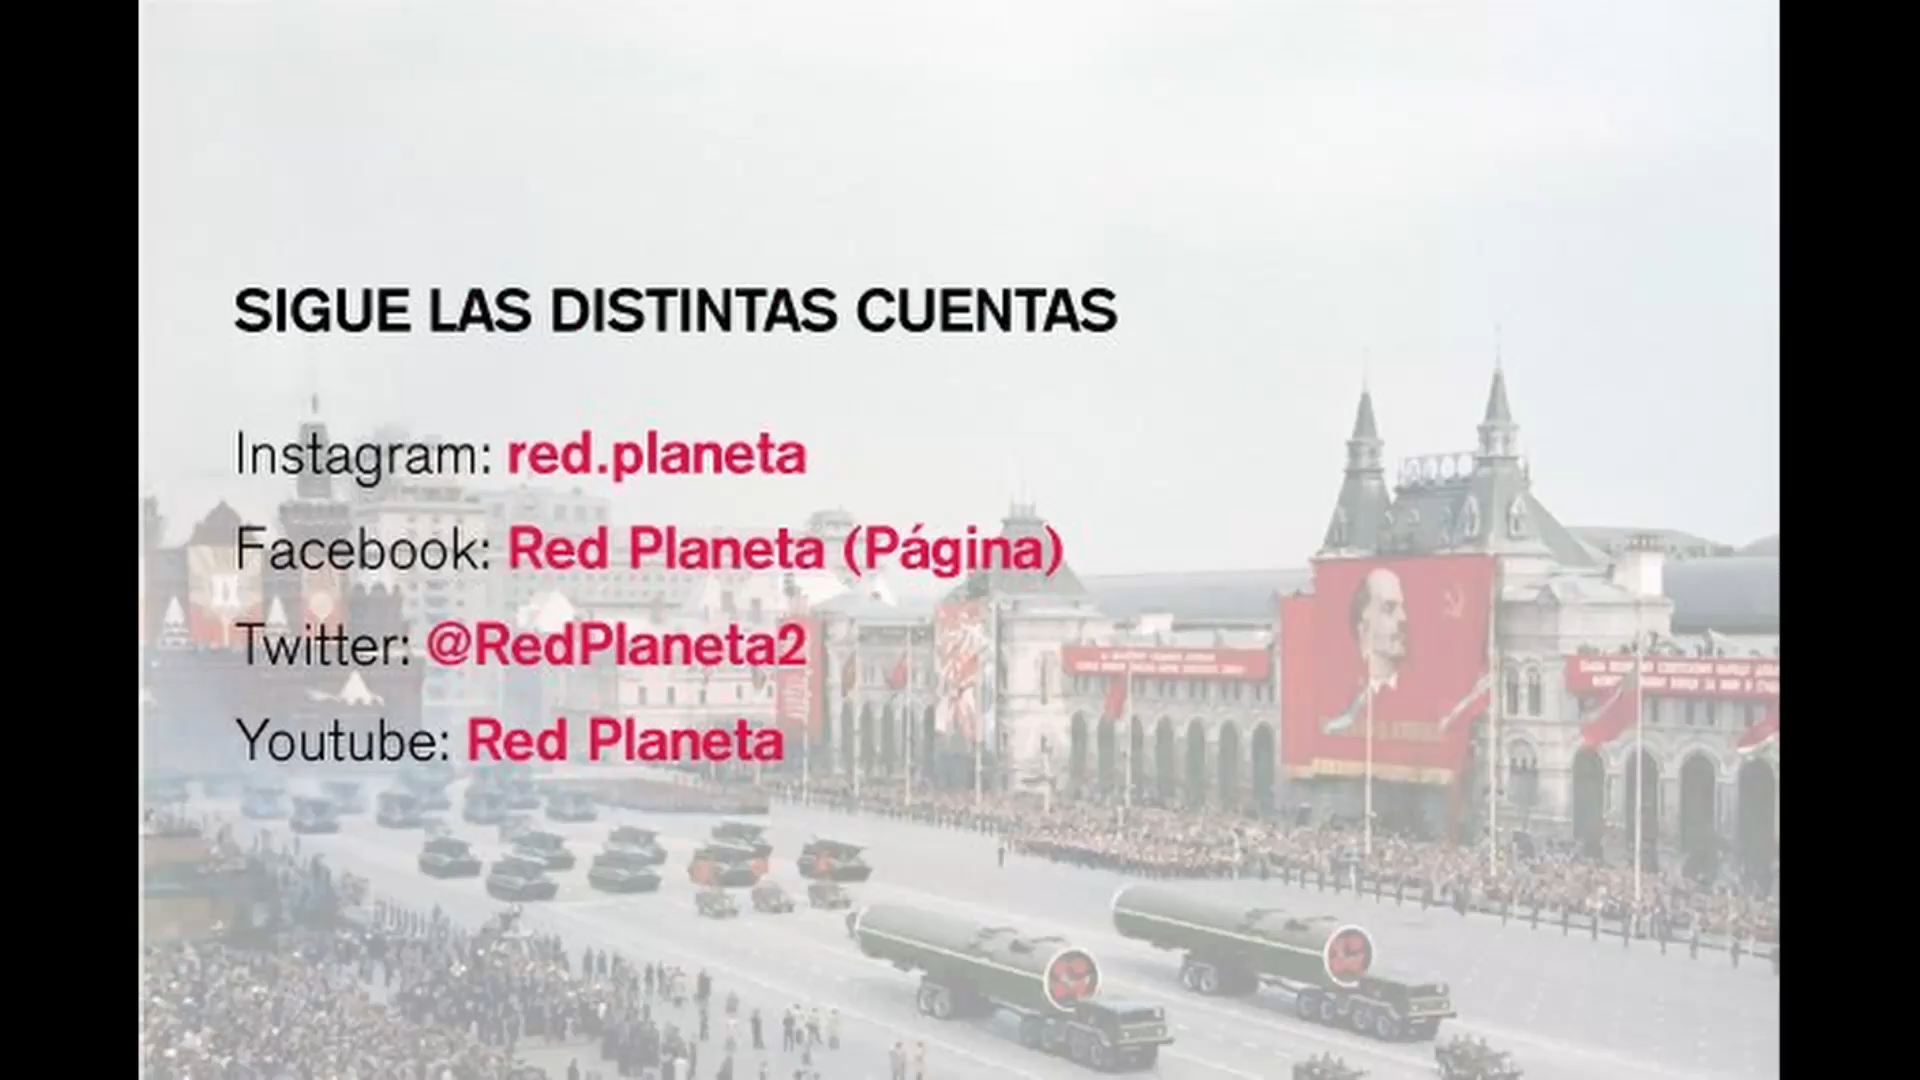 SIGUE LAS DISTINTAS CUENTAS
Instagram: red.planeta
Facebook: Red Planeta (Página)
Twitter: @RedPlaneta2
Youtube: Red Planeta